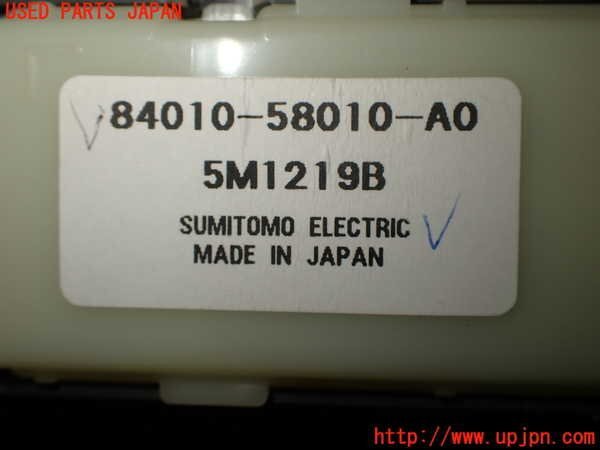 USED PARTS JAPAN
84010-58010-A0
5M1219B
SUMITOMO ELECTRIC
MADE IN JAPAN
http://www.upjpn.com/